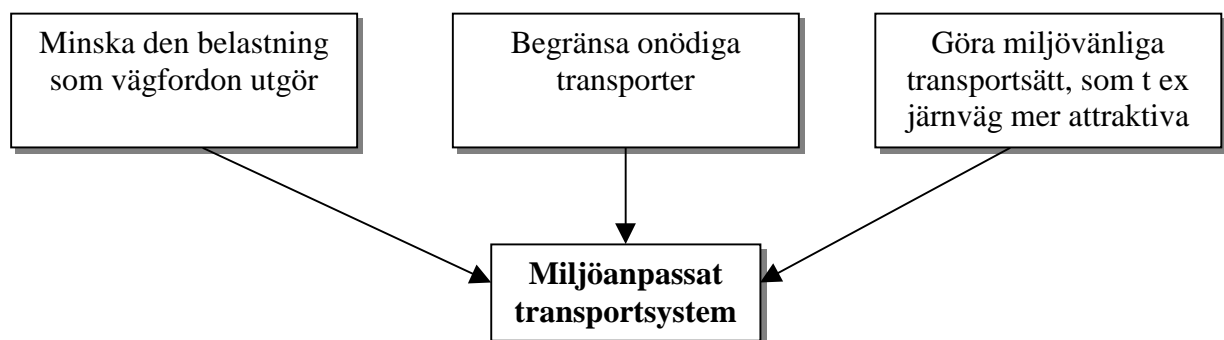 Minska den belastning
som vägfordon utgör
Begränsa onödiga
transporter
Göra miljövänliga
transportsätt, som t ex
järnväg mer attraktiva
Miljöanpassat
transportsystem